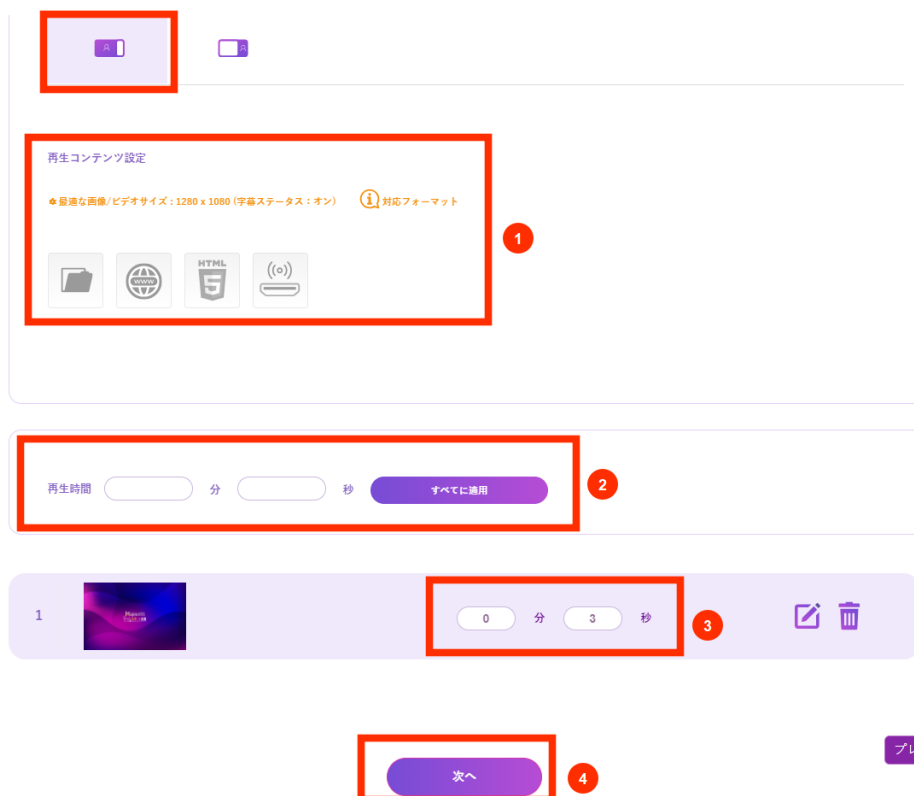 再生コンテンツ設定
最適な画像/ビデオサイズ : 1280 x 1080 (字幕ステータス：オン) 対応フォーマット
1
WWW HTML 5 ((o))
再生時間 分 秒 すべてに適用
2
1 0 分 3 秒
3
プレ
次へ
4